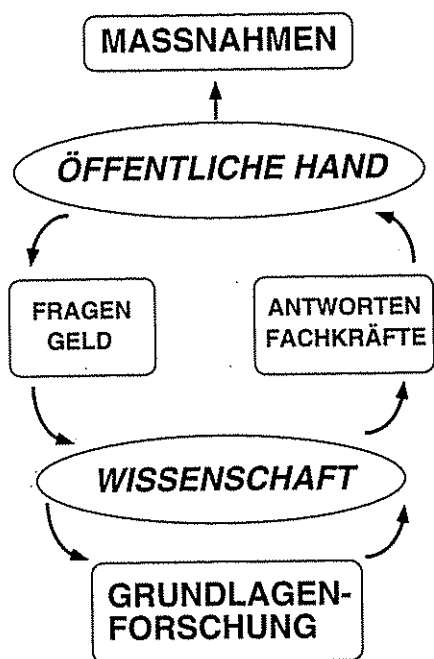 MASSNAHMEN
ÖFFENTLICHE HAND
FRAGEN
GELD
ANTWORTEN
FACHKRÄFTE
WISSENSCHAFT
GRUNDLAGEN-
FORSCHUNG